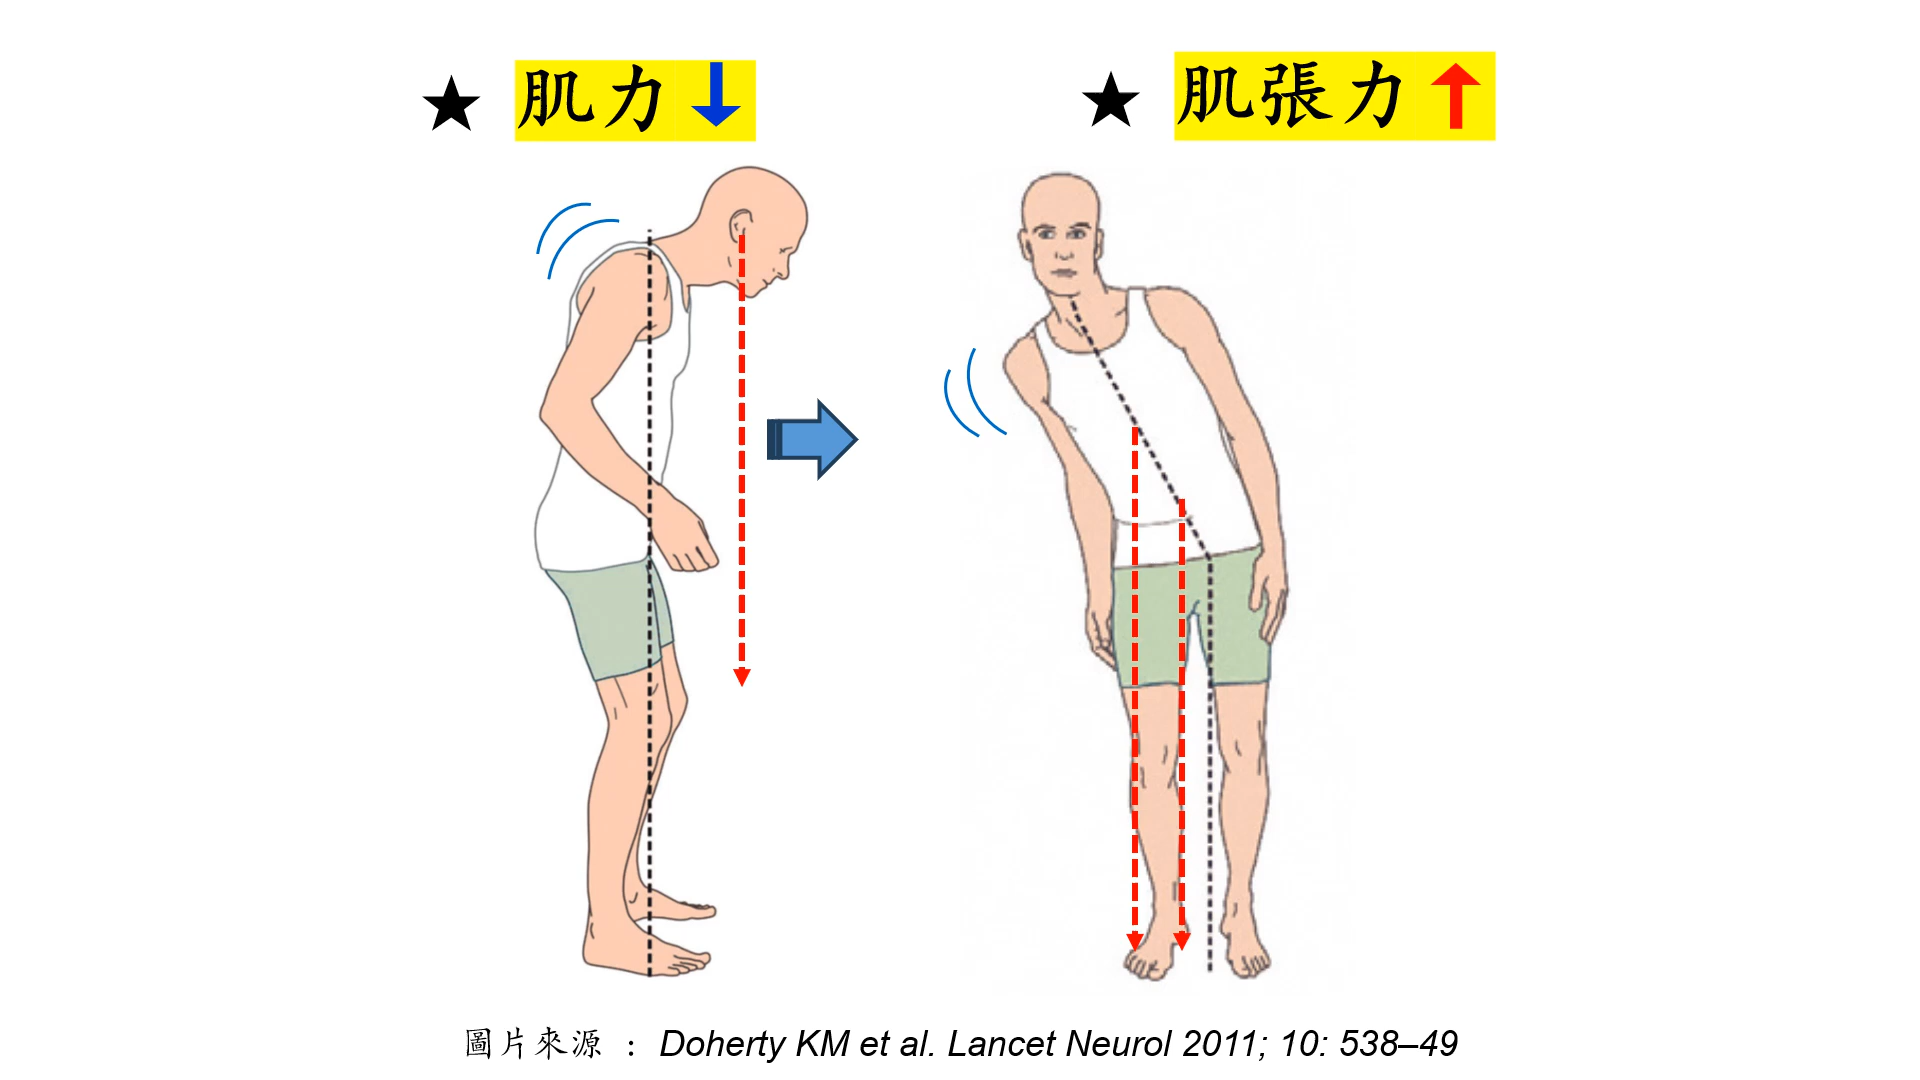 ★ 肌力↓
★ 肌張力↑
圖片來源 : Doherty KM et al. Lancet Neurol 2011; 10: 538–49